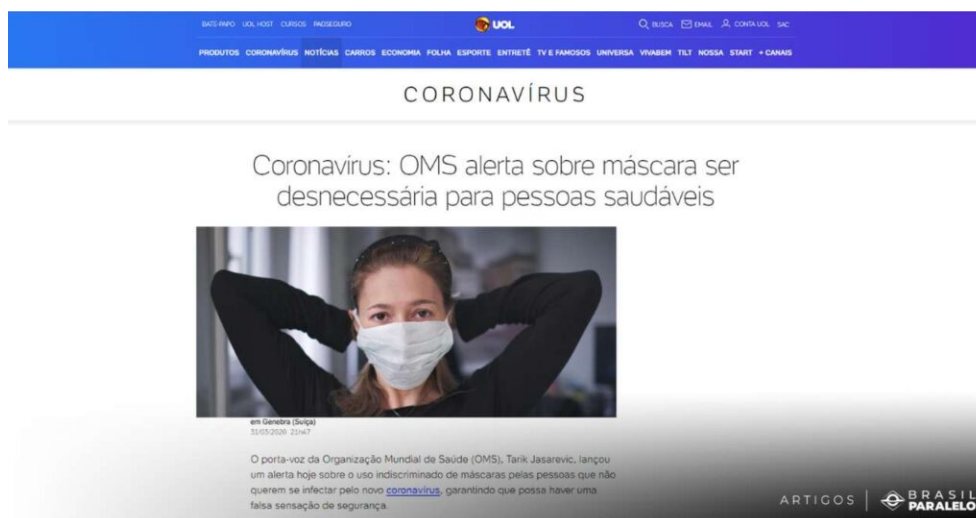 BATE-PAPO UOL HOST CURSOS PAGSEGURO UOL BUSCA EMAIL CONTA UOL SAC
PRODUTOS CORONAVÍRUS NOTÍCIAS CARROS ECONOMIA FOLHA ESPORTE ENTRETÊ TV E FAMOSOS UNIVERSA VIVABEM TILT NOSSA START + CANAIS
CORONAVÍRUS
Coronavírus: OMS alerta sobre máscara ser
desnecessária para pessoas saudáveis
em Genebra (Suíça)
31/03/2020 21h47
O porta-voz da Organização Mundial de Saúde (OMS), Tarik Jasarevic, lançou
um alerta hoje sobre o uso indiscriminado de máscaras pelas pessoas que não
querem se infectar pelo novo coronavírus, garantindo que possa haver uma
falsa sensação de segurança.
ARTIGOS | BRASIL
PARALELO